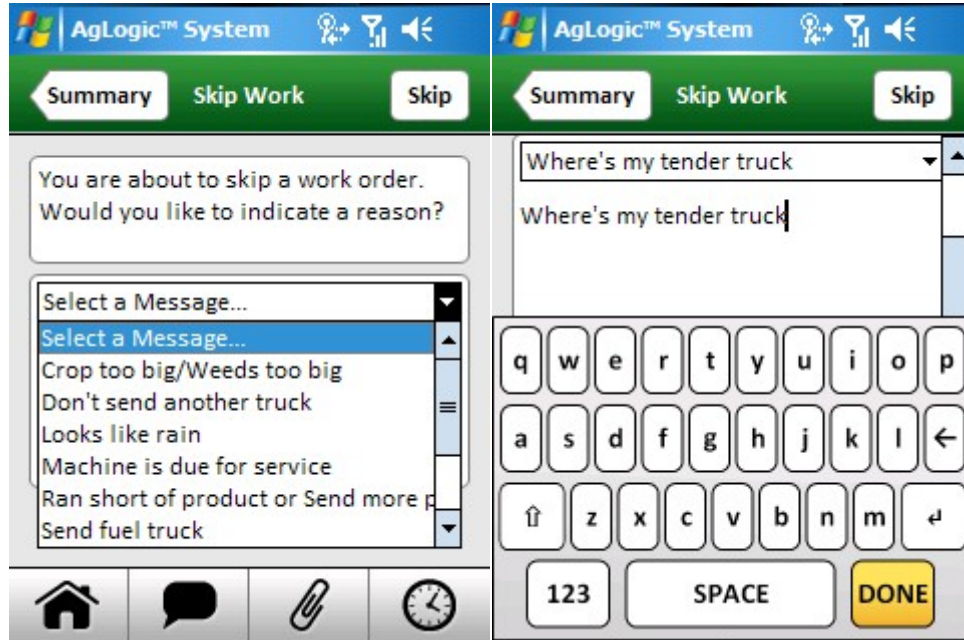 AgLogic™ System
Summary
Skip Work
Skip
You are about to skip a work order.
Would you like to indicate a reason?
Select a Message...
Select a Message...
Crop too big/Weeds too big
Don't send another truck
Looks like rain
Machine is due for service
Ran short of product or Send more p
Send fuel truck
AgLogic™ System
Summary
Skip Work
Skip
Where's my tender truck
Where's my tender truck
q w e r t y u i o p
a s d f g h j k l
z x c v b n m
123 SPACE DONE